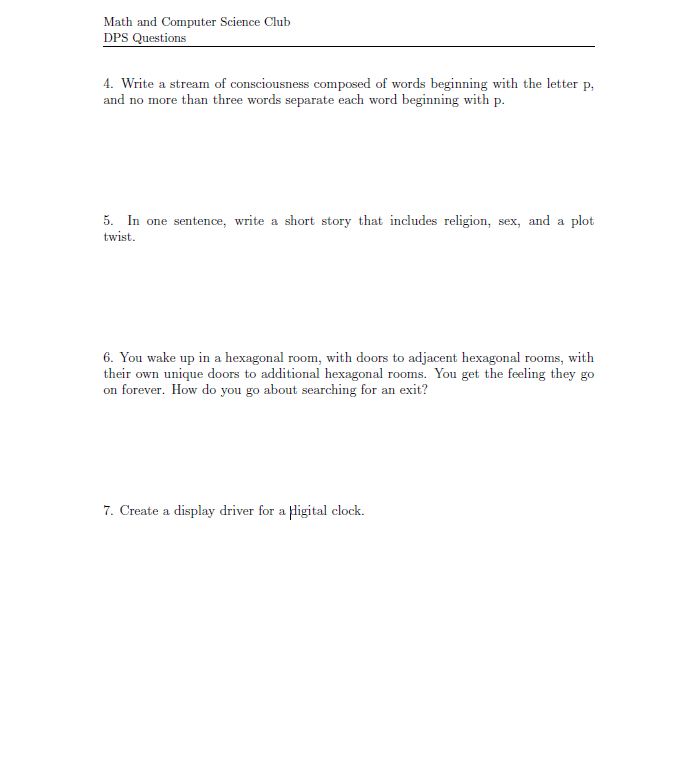 Math and Computer Science Club
DPS Questions
4. Write a stream of consciousness composed of words beginning with the letter p,
and no more than three words separate each word beginning with p.
5. In one sentence, write a short story that includes religion, sex, and a plot
twist.
6. You wake up in a hexagonal room, with doors to adjacent hexagonal rooms, with
their own unique doors to additional hexagonal rooms. You get the feeling they go
on forever. How do you go about searching for an exit?
7. Create a display driver for a digital clock.